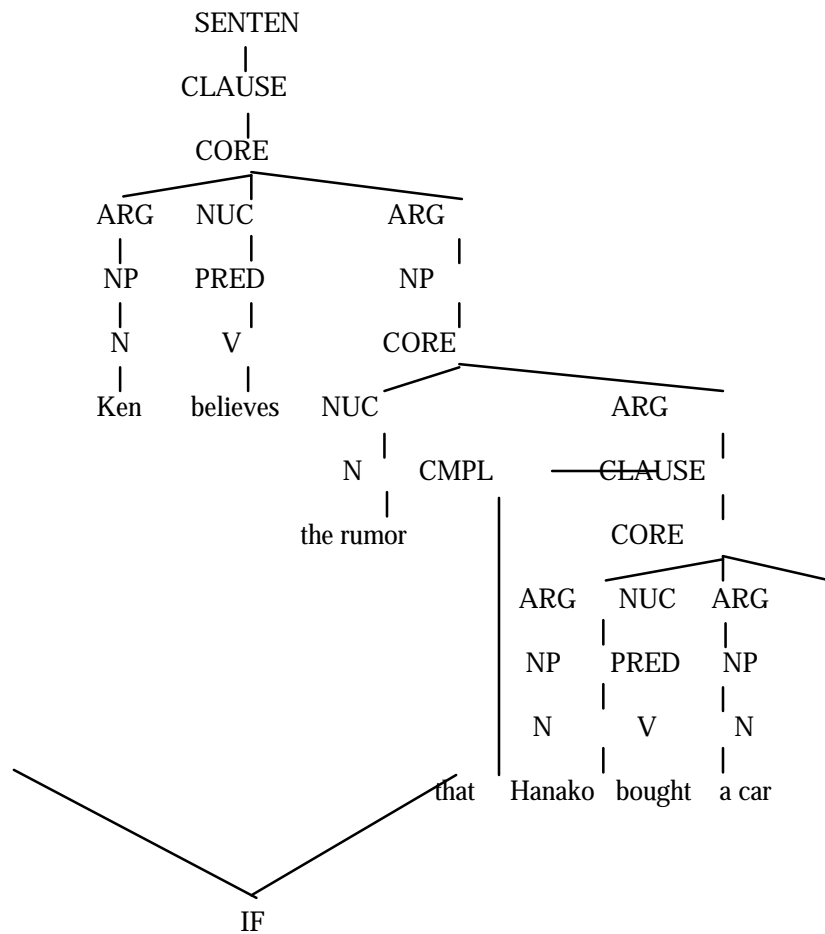 SENTEN
CLAUSE
CORE
ARG NUC ARG
NP PRED NP
N V CORE
Ken believes NUC ARG
N CMPL CLAUSE
the rumor CORE
ARG NUC ARG
NP PRED NP
N V N
that Hanako bought a car
IF